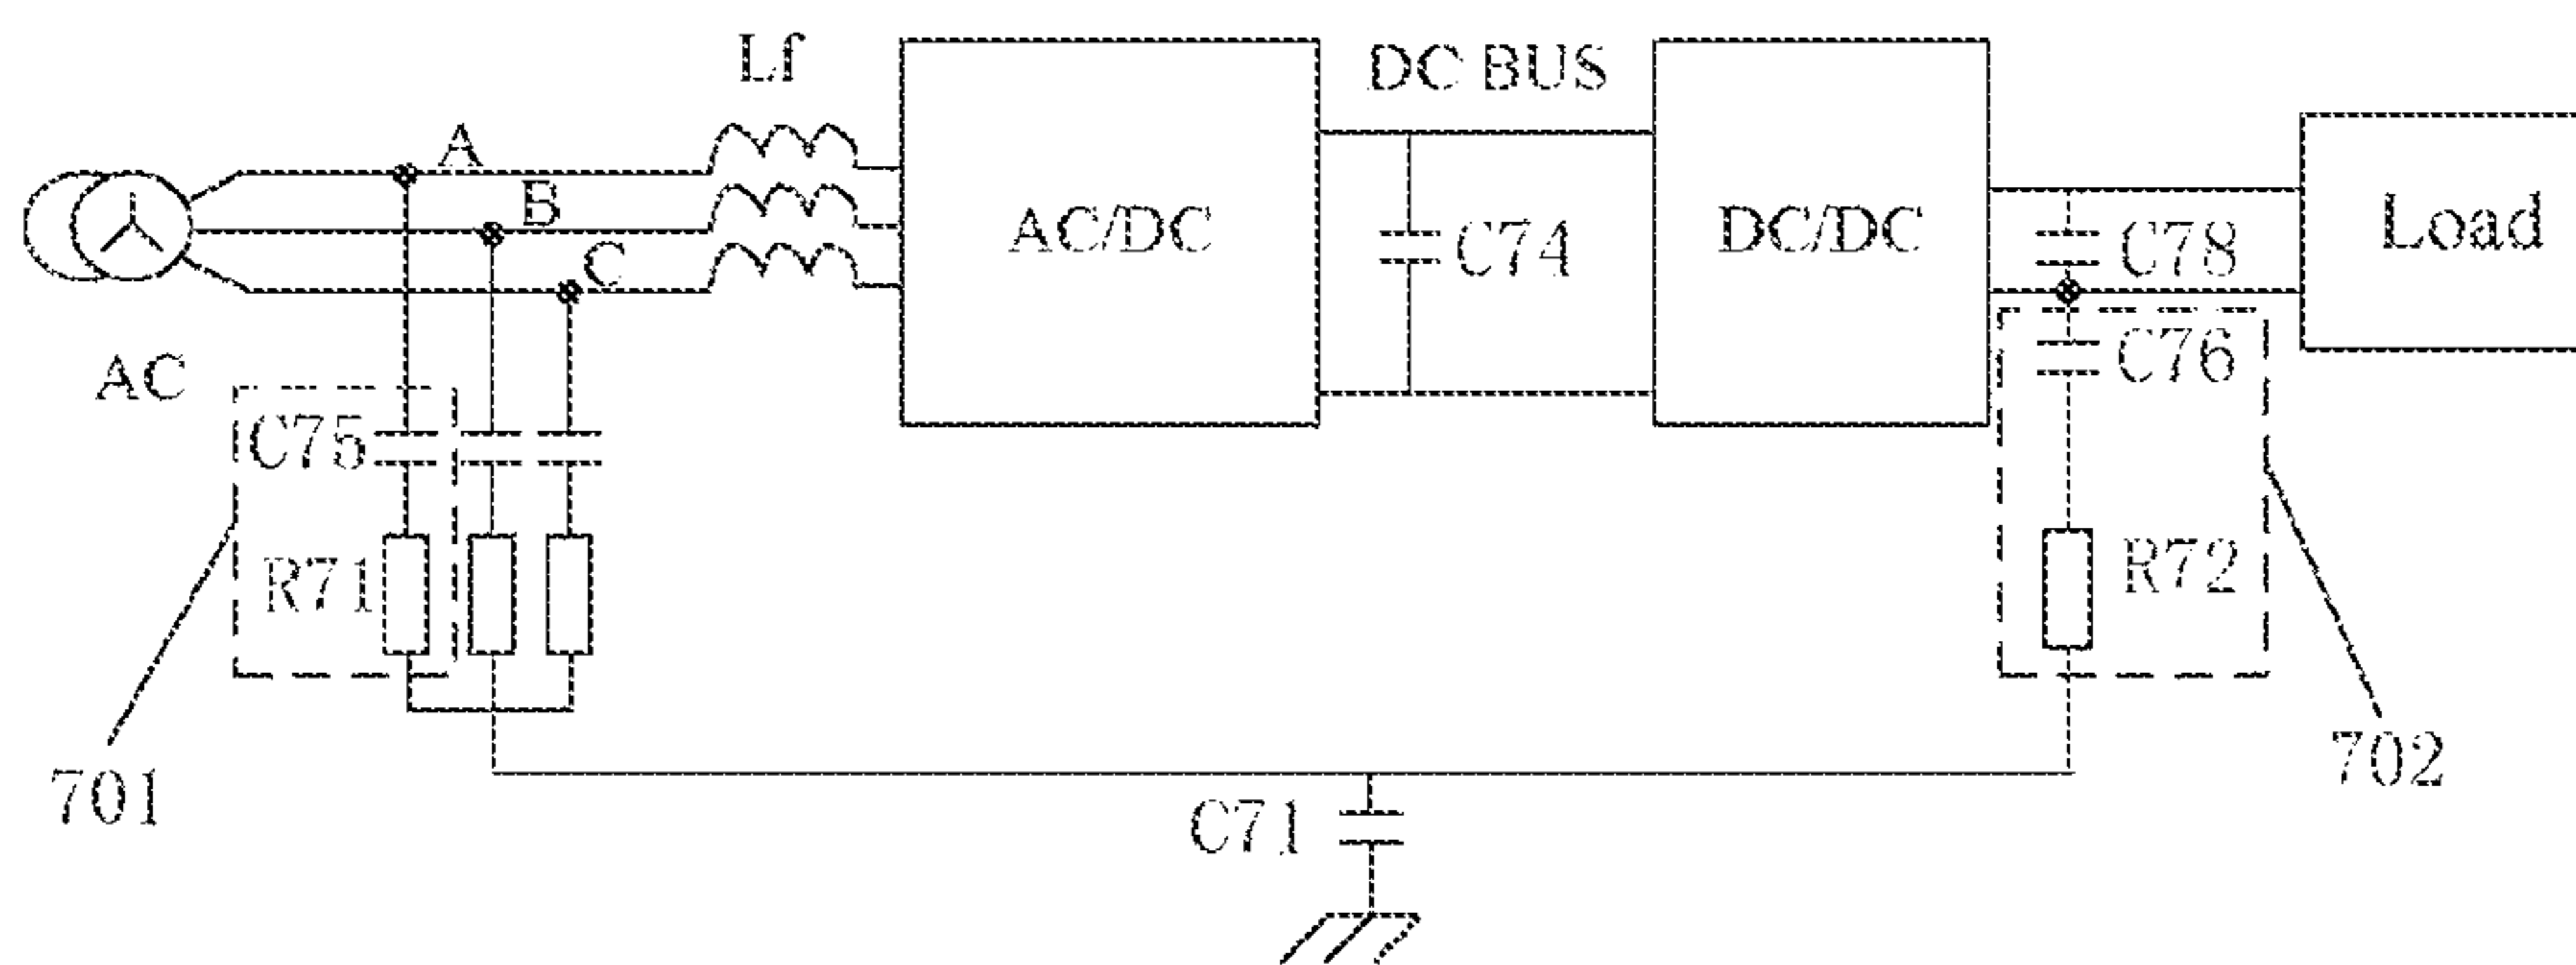 Lf
DC BUS
A
B
C
AC/DC
C74
DC/DC
C78
Load
AC
C76
C75
R71
R72
701
702
C71